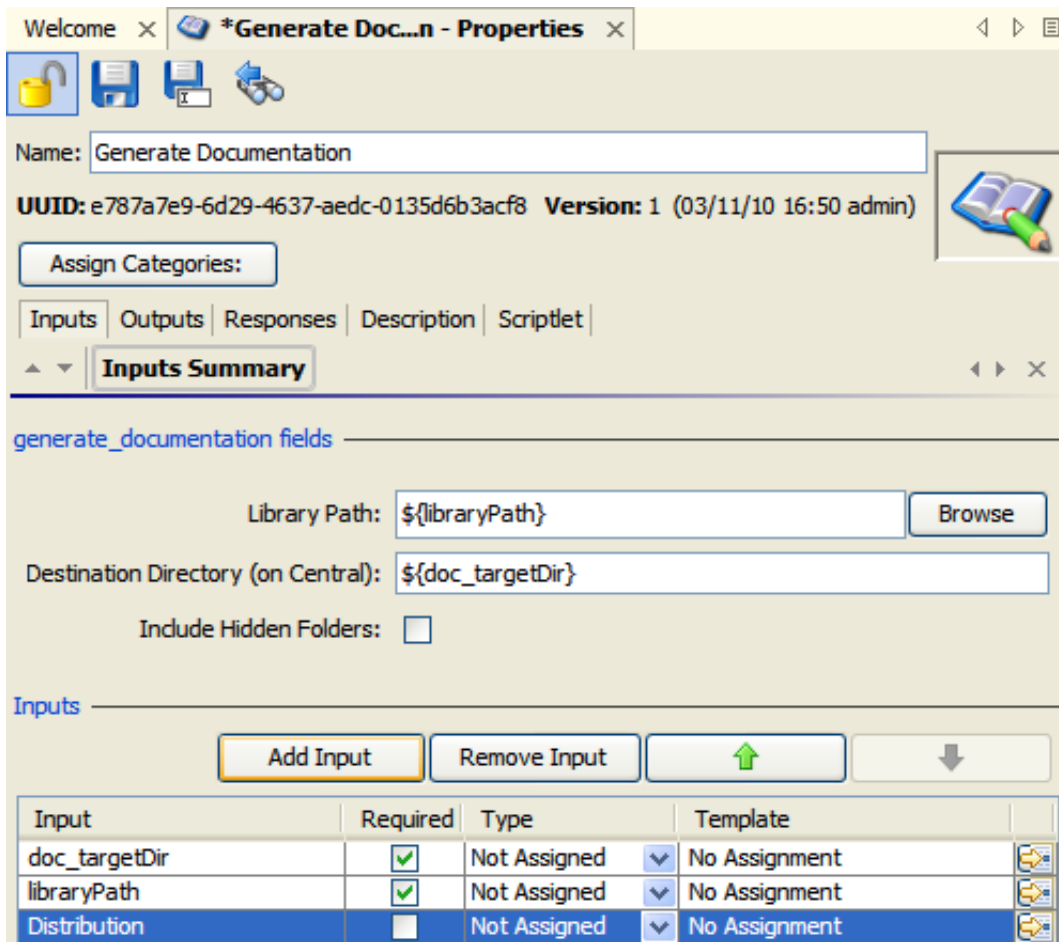 Welcome *Generate Doc...n - Properties
Name: Generate Documentation
UUID: e787a7e9-6d29-4637-aedc-0135d6b3acf8 Version: 1 (03/11/10 16:50 admin)
Assign Categories:
Inputs Outputs Responses Description Scriptlet
Inputs Summary
generate_documentation fields
Library Path: ${libraryPath} Browse
Destination Directory (on Central): ${doc_targetDir}
Include Hidden Folders:
Inputs
Add Input Remove Input
Input Required Type Template
doc_targetDir Not Assigned No Assignment
libraryPath Not Assigned No Assignment
Distribution Not Assigned No Assignment